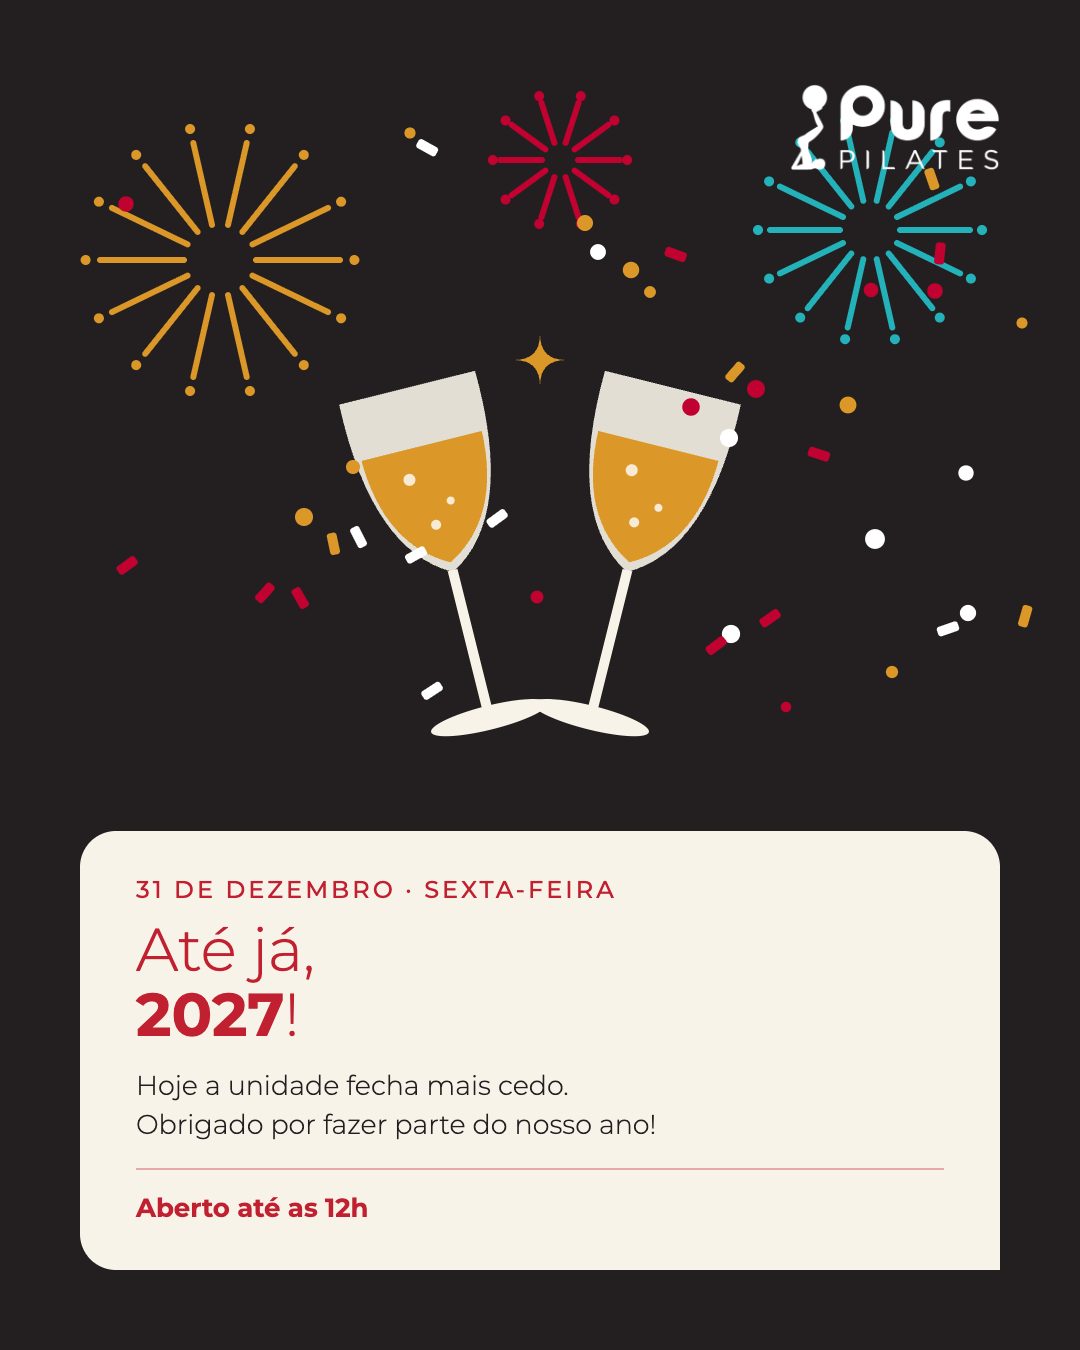 Pure
PILATES
31 DE DEZEMBRO · SEXTA-FEIRA
Até já,
2027!
Hoje a unidade fecha mais cedo.
Obrigado por fazer parte do nosso ano!
Aberto até as 12h